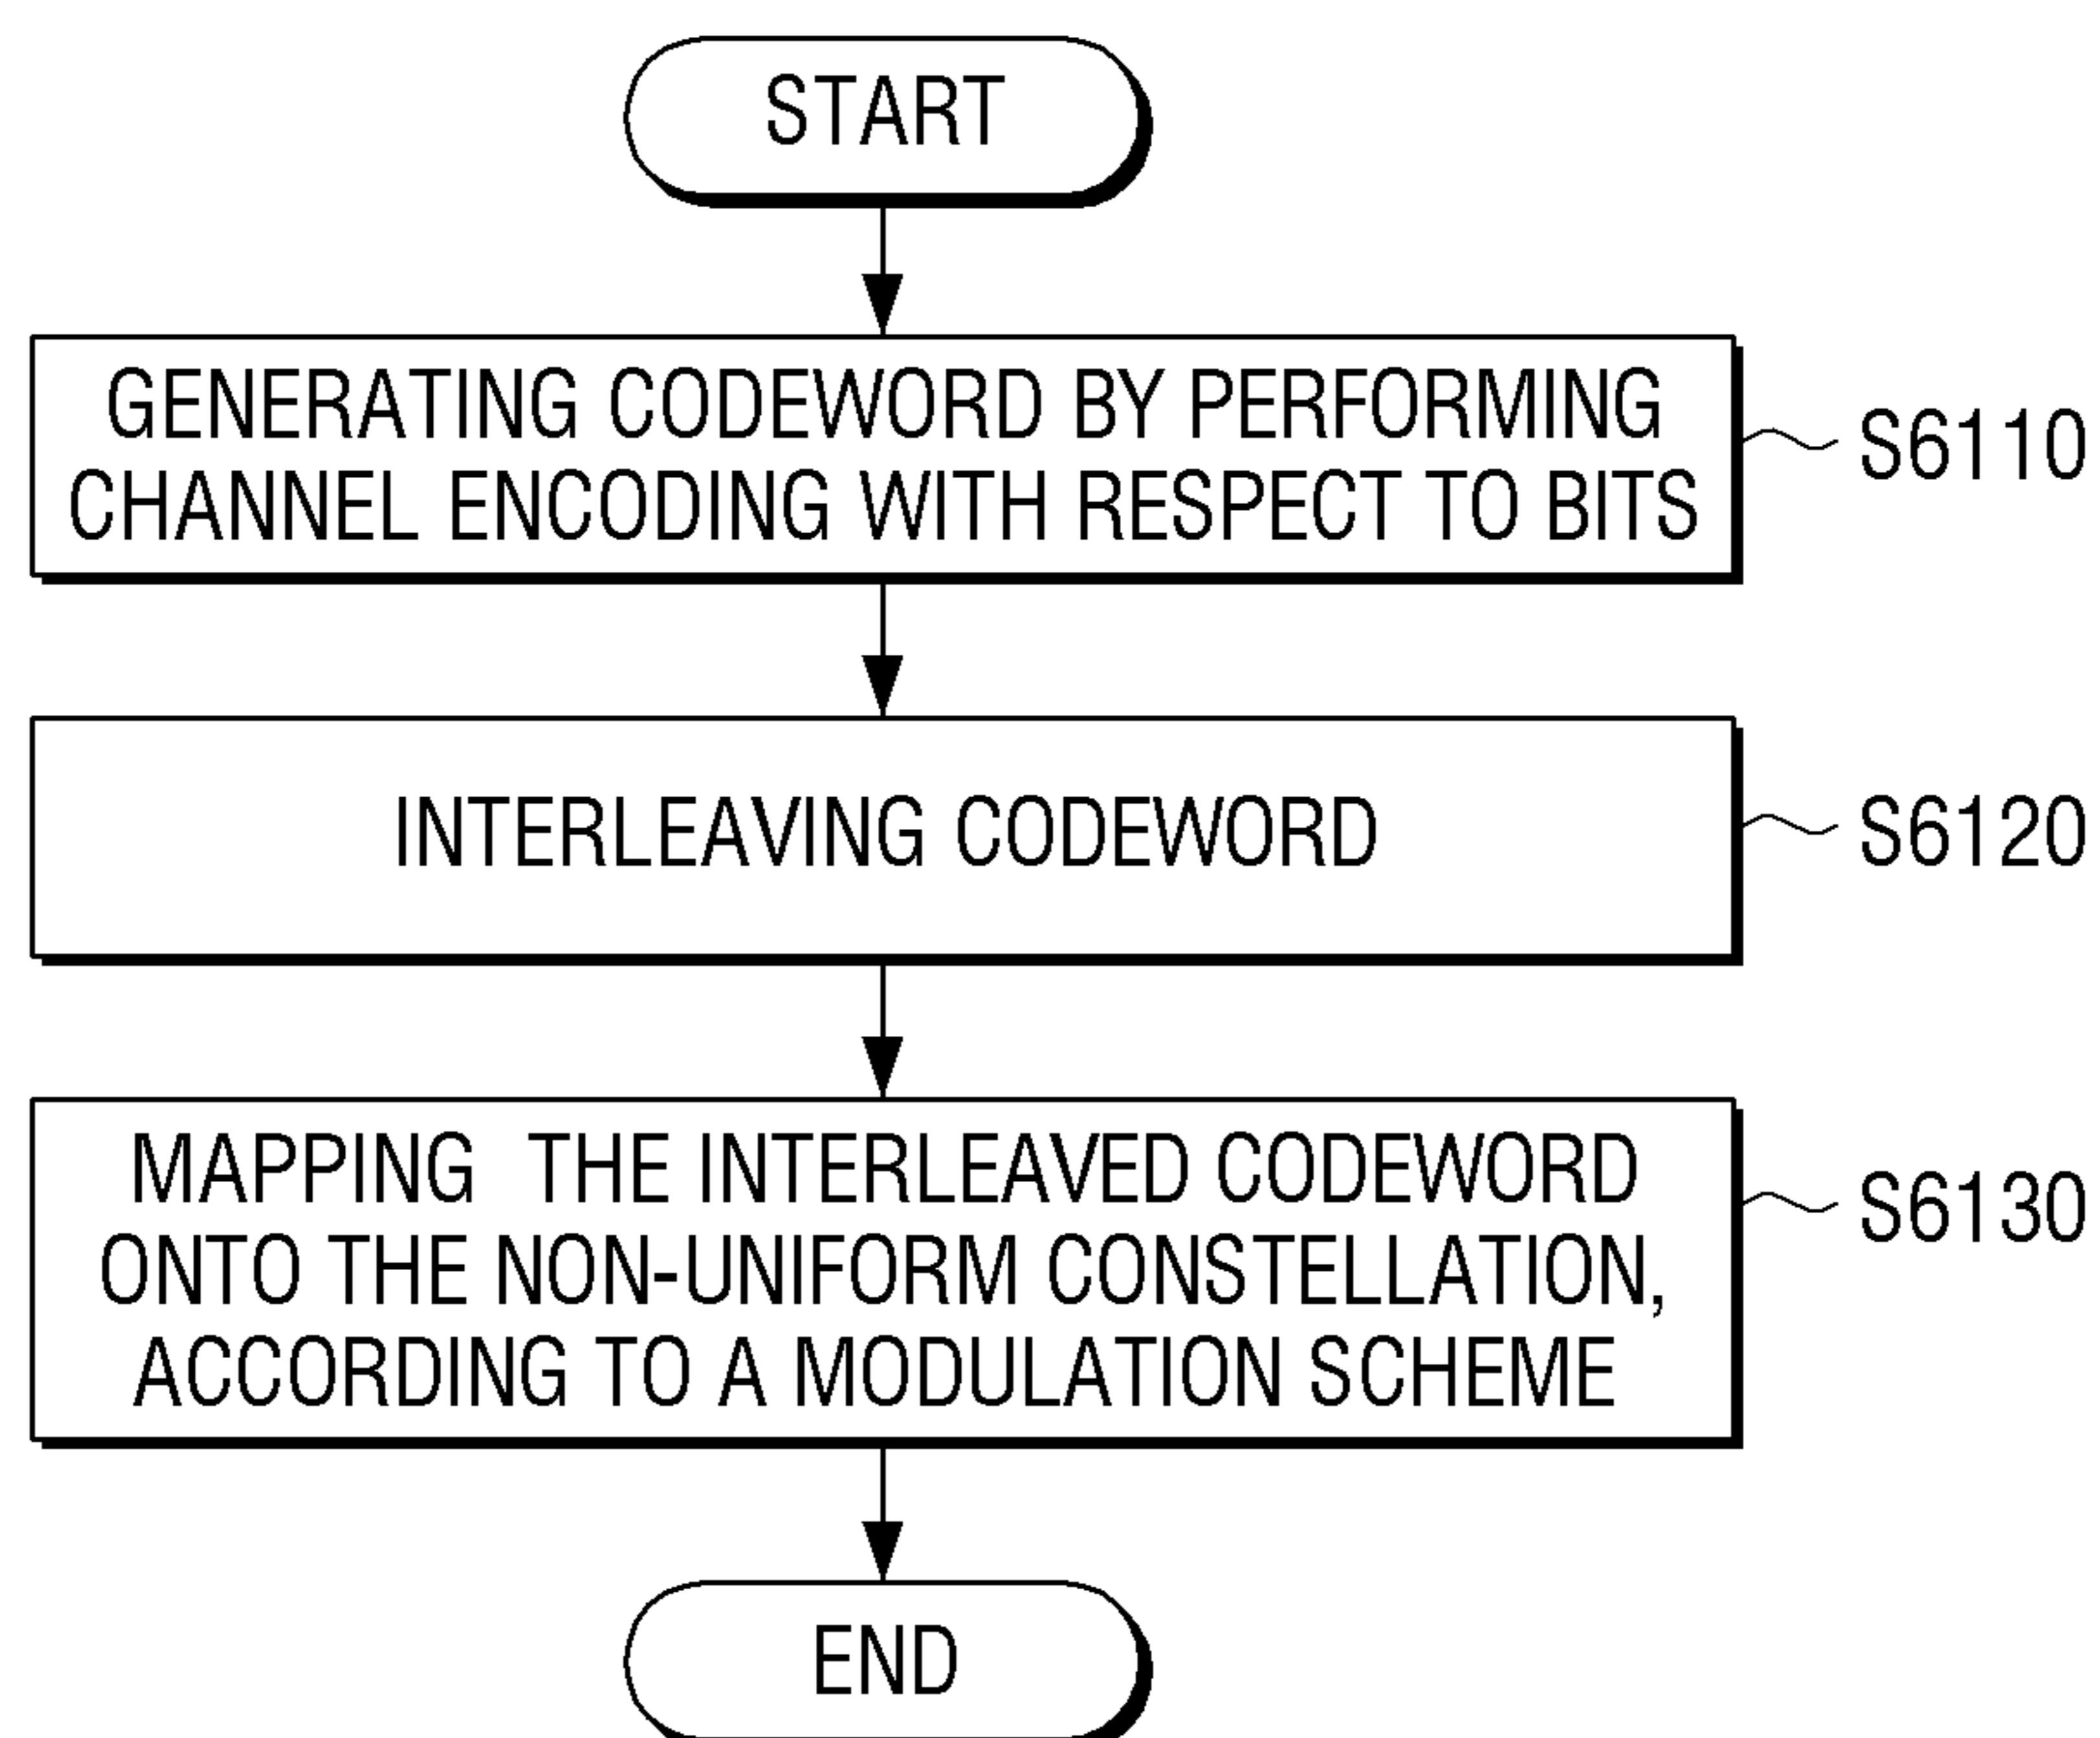 START
GENERATING CODEWORD BY PERFORMING
CHANNEL ENCODING WITH RESPECT TO BITS
S6110
INTERLEAVING CODEWORD
S6120
MAPPING THE INTERLEAVED CODEWORD
ONTO THE NON-UNIFORM CONSTELLATION,
ACCORDING TO A MODULATION SCHEME
S6130
END